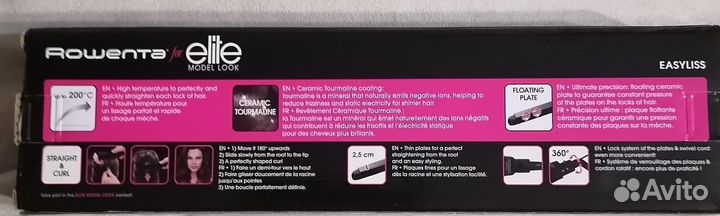 ROWENTA for elite
MODEL LOOK
EASYLISS
up to 200°C
EN • High temperature to perfectly and
quickly straighten each lock of hair.
FR • Haute température pour
un lissage parfait et rapide
de chaque mèche.
CERAMIC
TOURMALINE
EN • Ceramic Tourmaline coating:
tourmaline is a mineral that naturally emits negative ions, helping to
reduce frizziness and static electricity for shinier hair.
FR • Revêtement Céramique Tourmaline :
la Tourmaline est un minéral qui émet naturellement des ions négatifs
qui contribuent à réduire les frisottis et l'électricité statique
pour des cheveux plus brillants.
FLOATING
PLATE
EN • Ultimate precision: floating ceramic
plate to guarantee constant pressure
of the plates on the locks of hair.
FR • Précision ultime : plaque flottante
céramique pour garantir une pression
constante des plaques sur la mèche.
STRAIGHT
& CURL
EN • 1) Move it 180° upwards
2) Slide slowly from the root to the tip
3) A perfectly shaped curl
FR • 1) Faire un demi-tour vers le haut
2) Faire glisser doucement de la racine
jusqu'aux pointes
3) Une boucle parfaitement définie.
2,5 cm
EN • Thin plates for a perfect
straightening from the root
and an easy styling.
FR • Plaques fines pour un lissage
dès la racine et une stylisation facilité.
360°
EN • Lock system of the plates & swivel cord:
even more convenient!
FR • Système de verrouillage des plaques &
cordon rotatif : encore plus de praticité !
Take part in the ELITE MODEL LOOK contest!
Avito